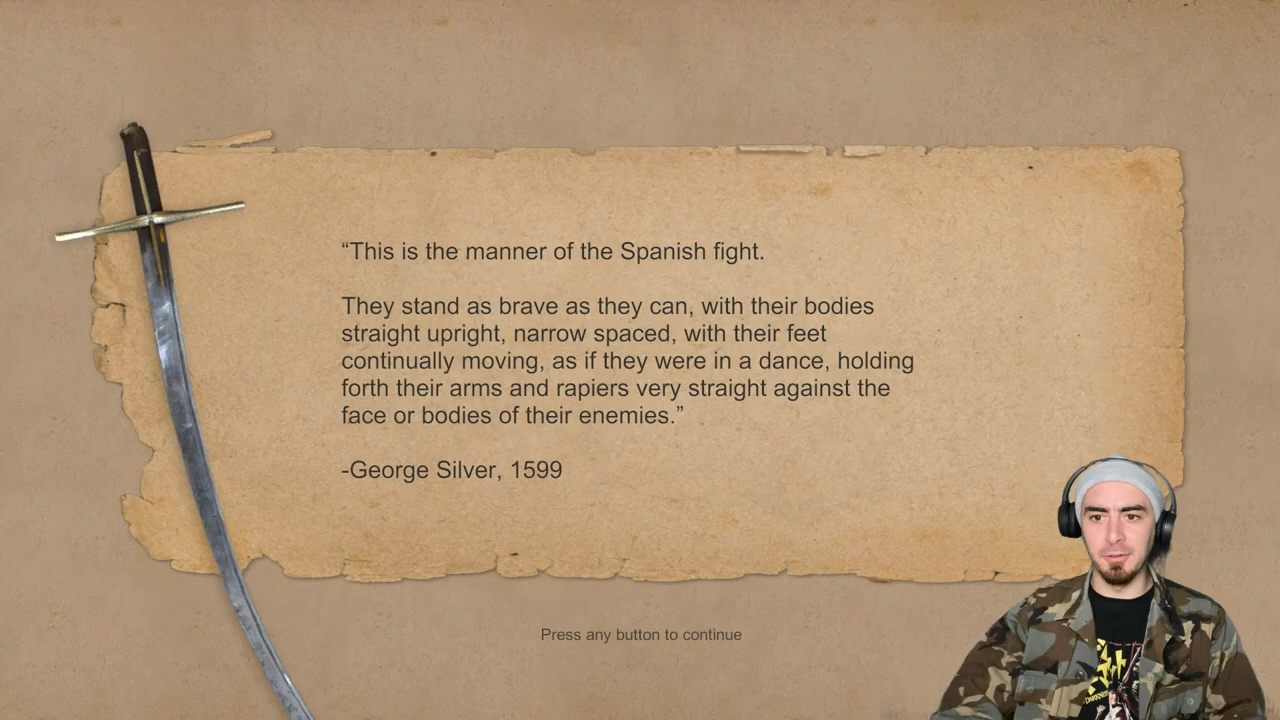 “This is the manner of the Spanish fight.
They stand as brave as they can, with their bodies
straight upright, narrow spaced, with their feet
continually moving, as if they were in a dance, holding
forth their arms and rapiers very straight against the
face or bodies of their enemies.”
-George Silver, 1599
Press any button to continue